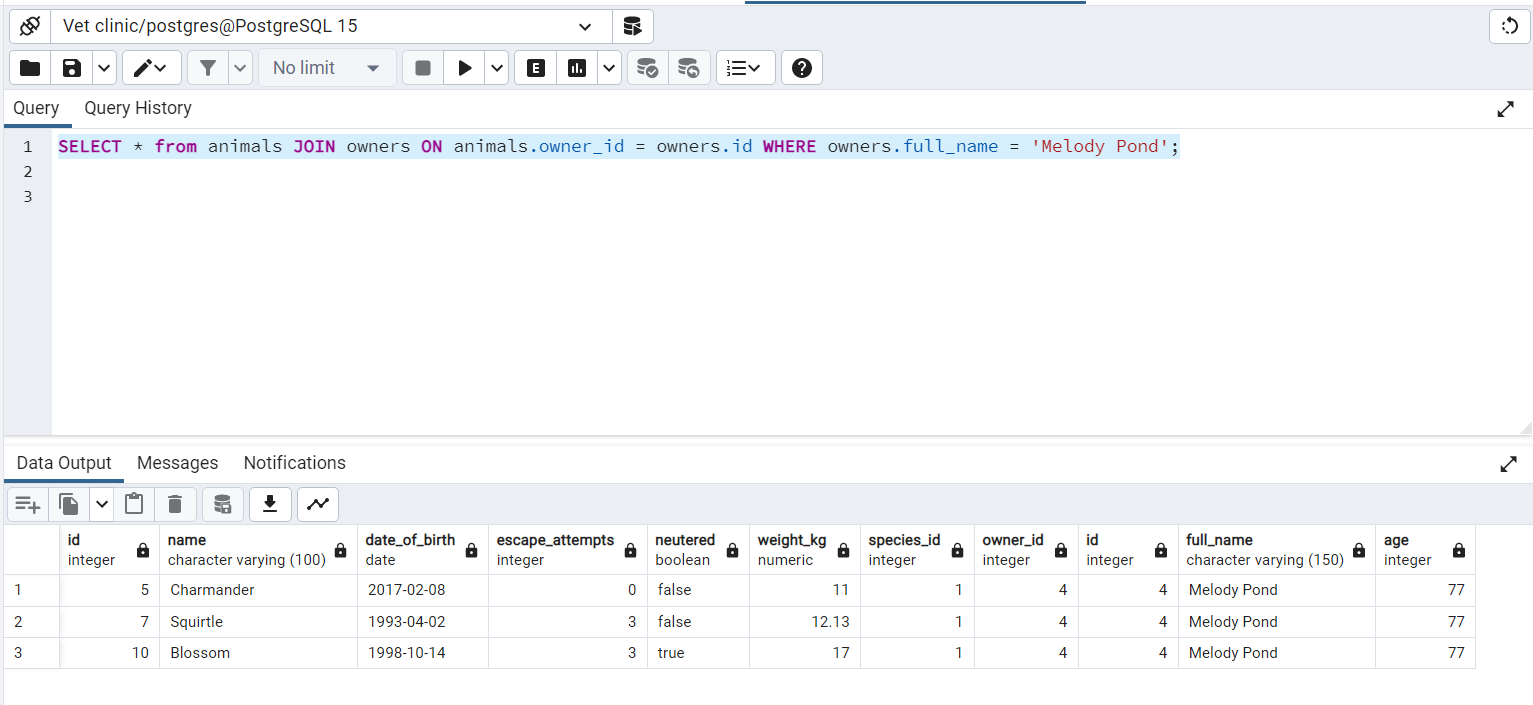 Vet clinic/postgres@PostgreSQL 15
No limit E
Query Query History
1 SELECT * from animals JOIN owners ON animals.owner_id = owners.id WHERE owners.full_name = 'Melody Pond';
2
3
Data Output Messages Notifications
id name date_of_birth escape_attempts neutered weight_kg species_id owner_id id full_name age
integer character varying (100) date integer boolean numeric integer integer integer character varying (150) integer
1 5 Charmander 2017-02-08 0 false 11 1 4 4 Melody Pond 77
2 7 Squirtle 1993-04-02 3 false 12.13 1 4 4 Melody Pond 77
3 10 Blossom 1998-10-14 3 true 17 1 4 4 Melody Pond 77